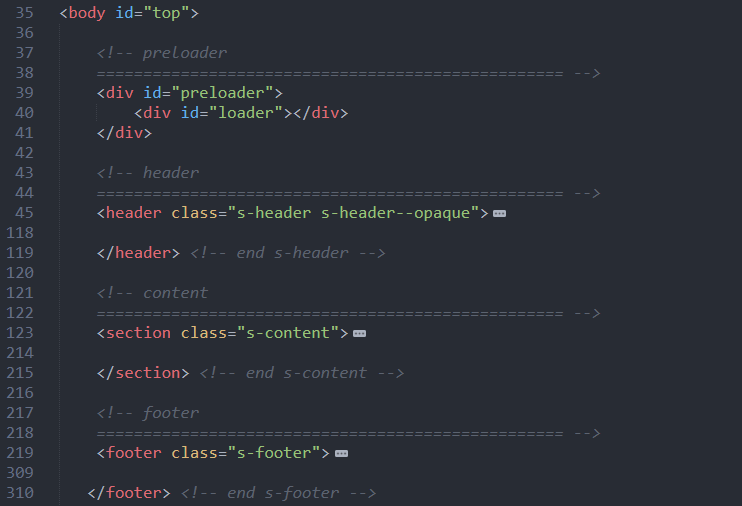 35 <body id="top">
36
37 <!-- preloader
38 ================================================== -->
39 <div id="preloader">
40 <div id="loader"></div>
41 </div>
42
43 <!-- header
44 ================================================== -->
45 <header class="s-header s-header--opaque">
118
119 </header> <!-- end s-header -->
120
121 <!-- content
122 ================================================== -->
123 <section class="s-content">
214
215 </section> <!-- end s-content -->
216
217 <!-- footer
218 ================================================== -->
219 <footer class="s-footer">
309
310 </footer> <!-- end s-footer -->